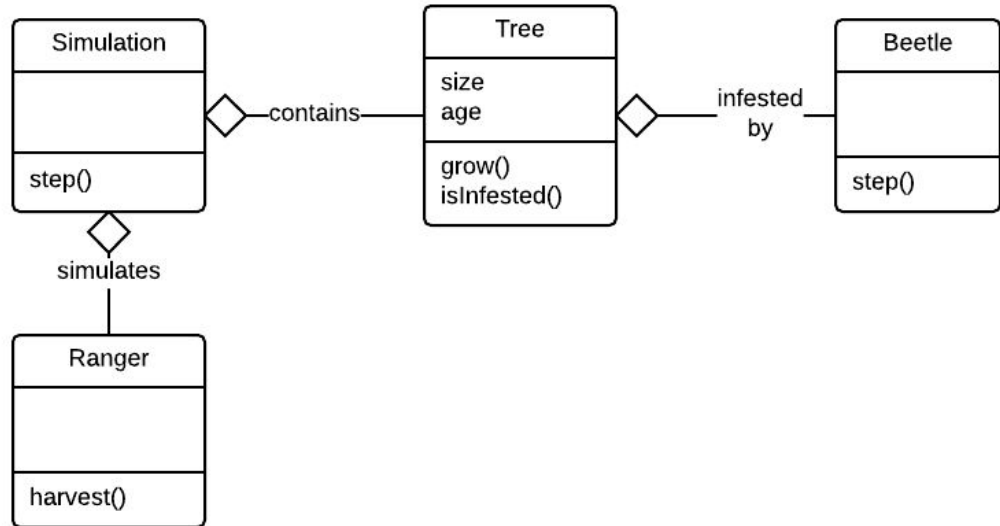 Simulation
step()
contains
Tree
size
age
grow()
isInfested()
infested
by
Beetle
step()
simulates
Ranger
harvest()